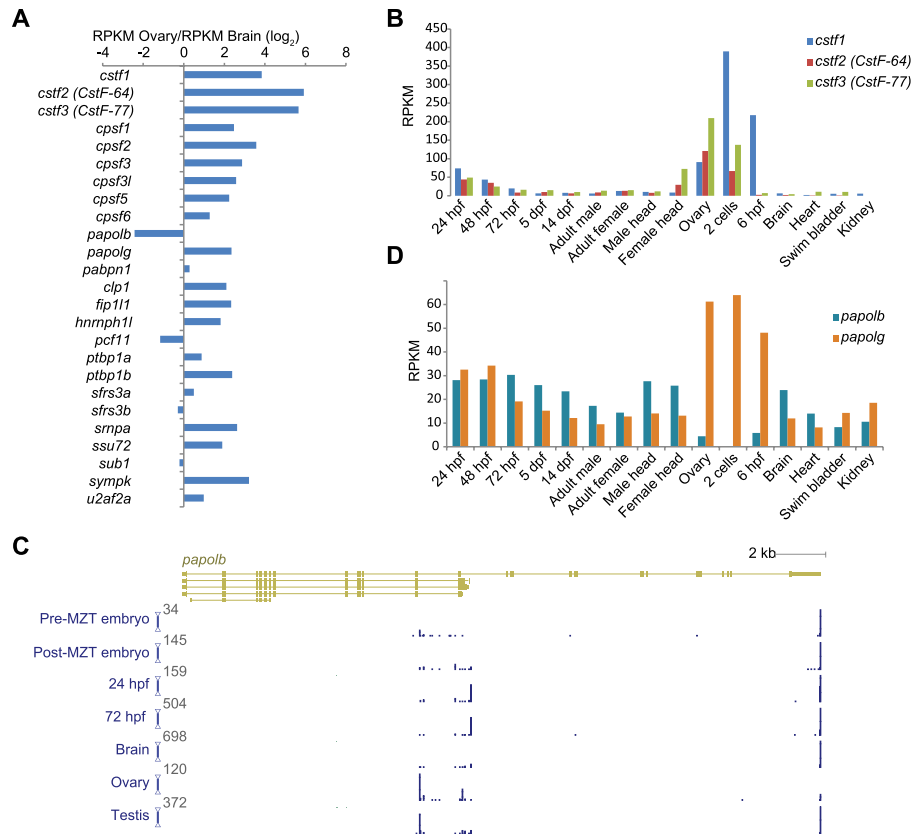 A
RPKM Ovary/RPKM Brain (log2)
-4 -2 0 2 4 6 8
cstf1
cstf2 (CstF-64)
cstf3 (CstF-77)
cpsf1
cpsf2
cpsf3
cpsf3l
cpsf5
cpsf6
papolb
papolg
pabpn1
clp1
fip1l1
hnrnph1l
pcf11
ptbp1a
ptbp1b
sfrs3a
sfrs3b
srnpa
ssu72
sub1
sympk
u2af2a
B
RPKM
450
400
350
300
250
200
150
100
50
0
cstf1
cstf2 (CstF-64)
cstf3 (CstF-77)
24 hpf
48 hpf
72 hpf
5 dpf
14 dpf
Adult male
Adult female
Male head
Female head
Ovary
2 cells
6 hpf
Brain
Heart
Swim bladder
Kidney
D
RPKM
60
70
50
40
30
20
10
0
papolb
papolg
24 hpf
48 hpf
72 hpf
5 dpf
14 dpf
Adult male
Adult female
Male head
Female head
Ovary
2 cells
6 hpf
Brain
Heart
Swim bladder
Kidney
C
papolb
2 kb
Pre-MZT embryo
34
Post-MZT embryo
145
24 hpf
159
72 hpf
504
Brain
698
Ovary
120
Testis
372